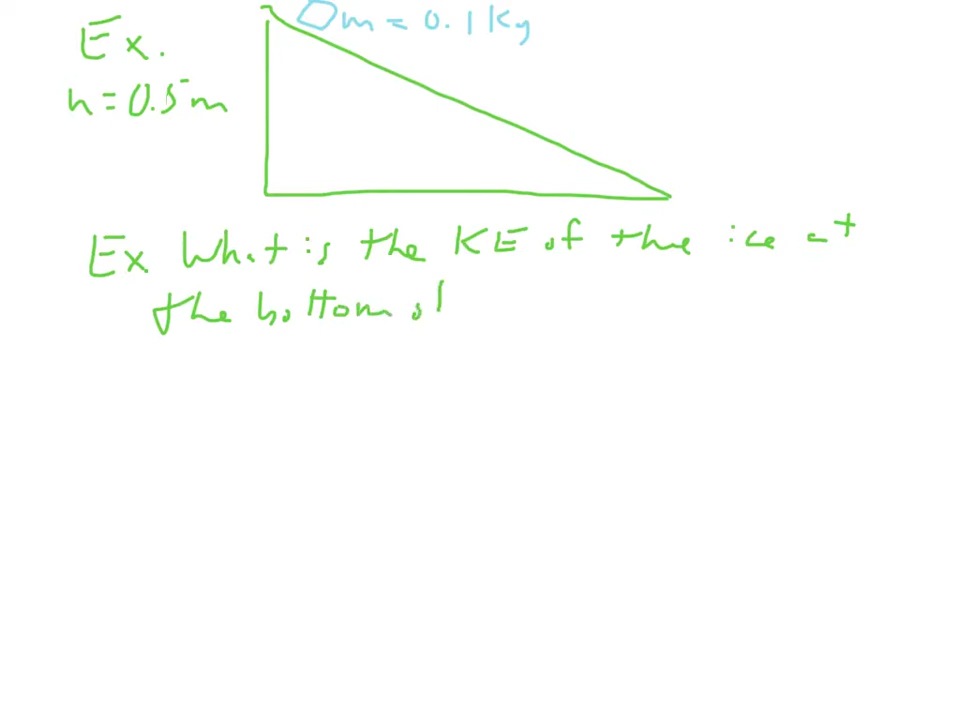 m = 0.1 kg
Ex.
h = 0.5 m
Ex. What is the KE of the ice at
the bottom of